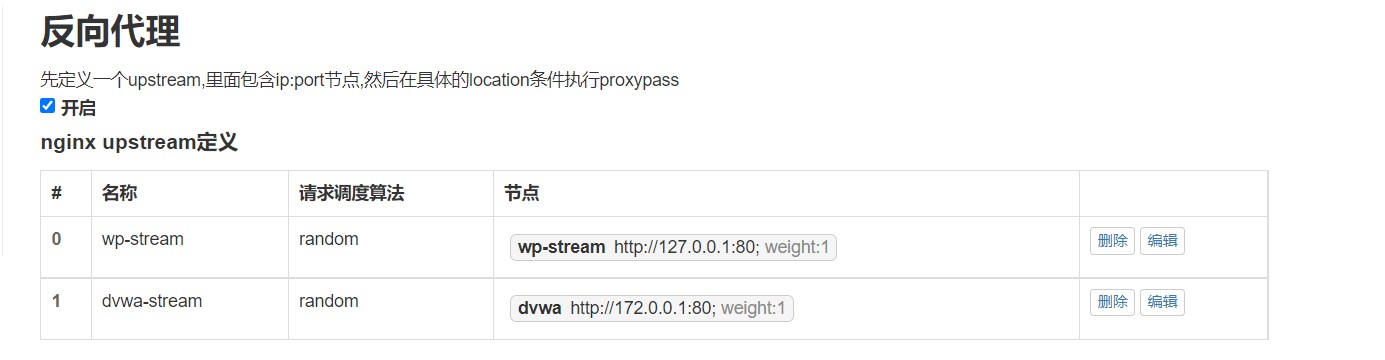 反向代理
先定义一个upstream,里面包含ip:port节点,然后在具体的location条件执行proxypass
开启
nginx upstream定义
# 名称 请求调度算法 节点
0 wp-stream random wp-stream http://127.0.0.1:80; weight:1 删除 编辑
1 dvwa-stream random dvwa http://172.0.0.1:80; weight:1 删除 编辑